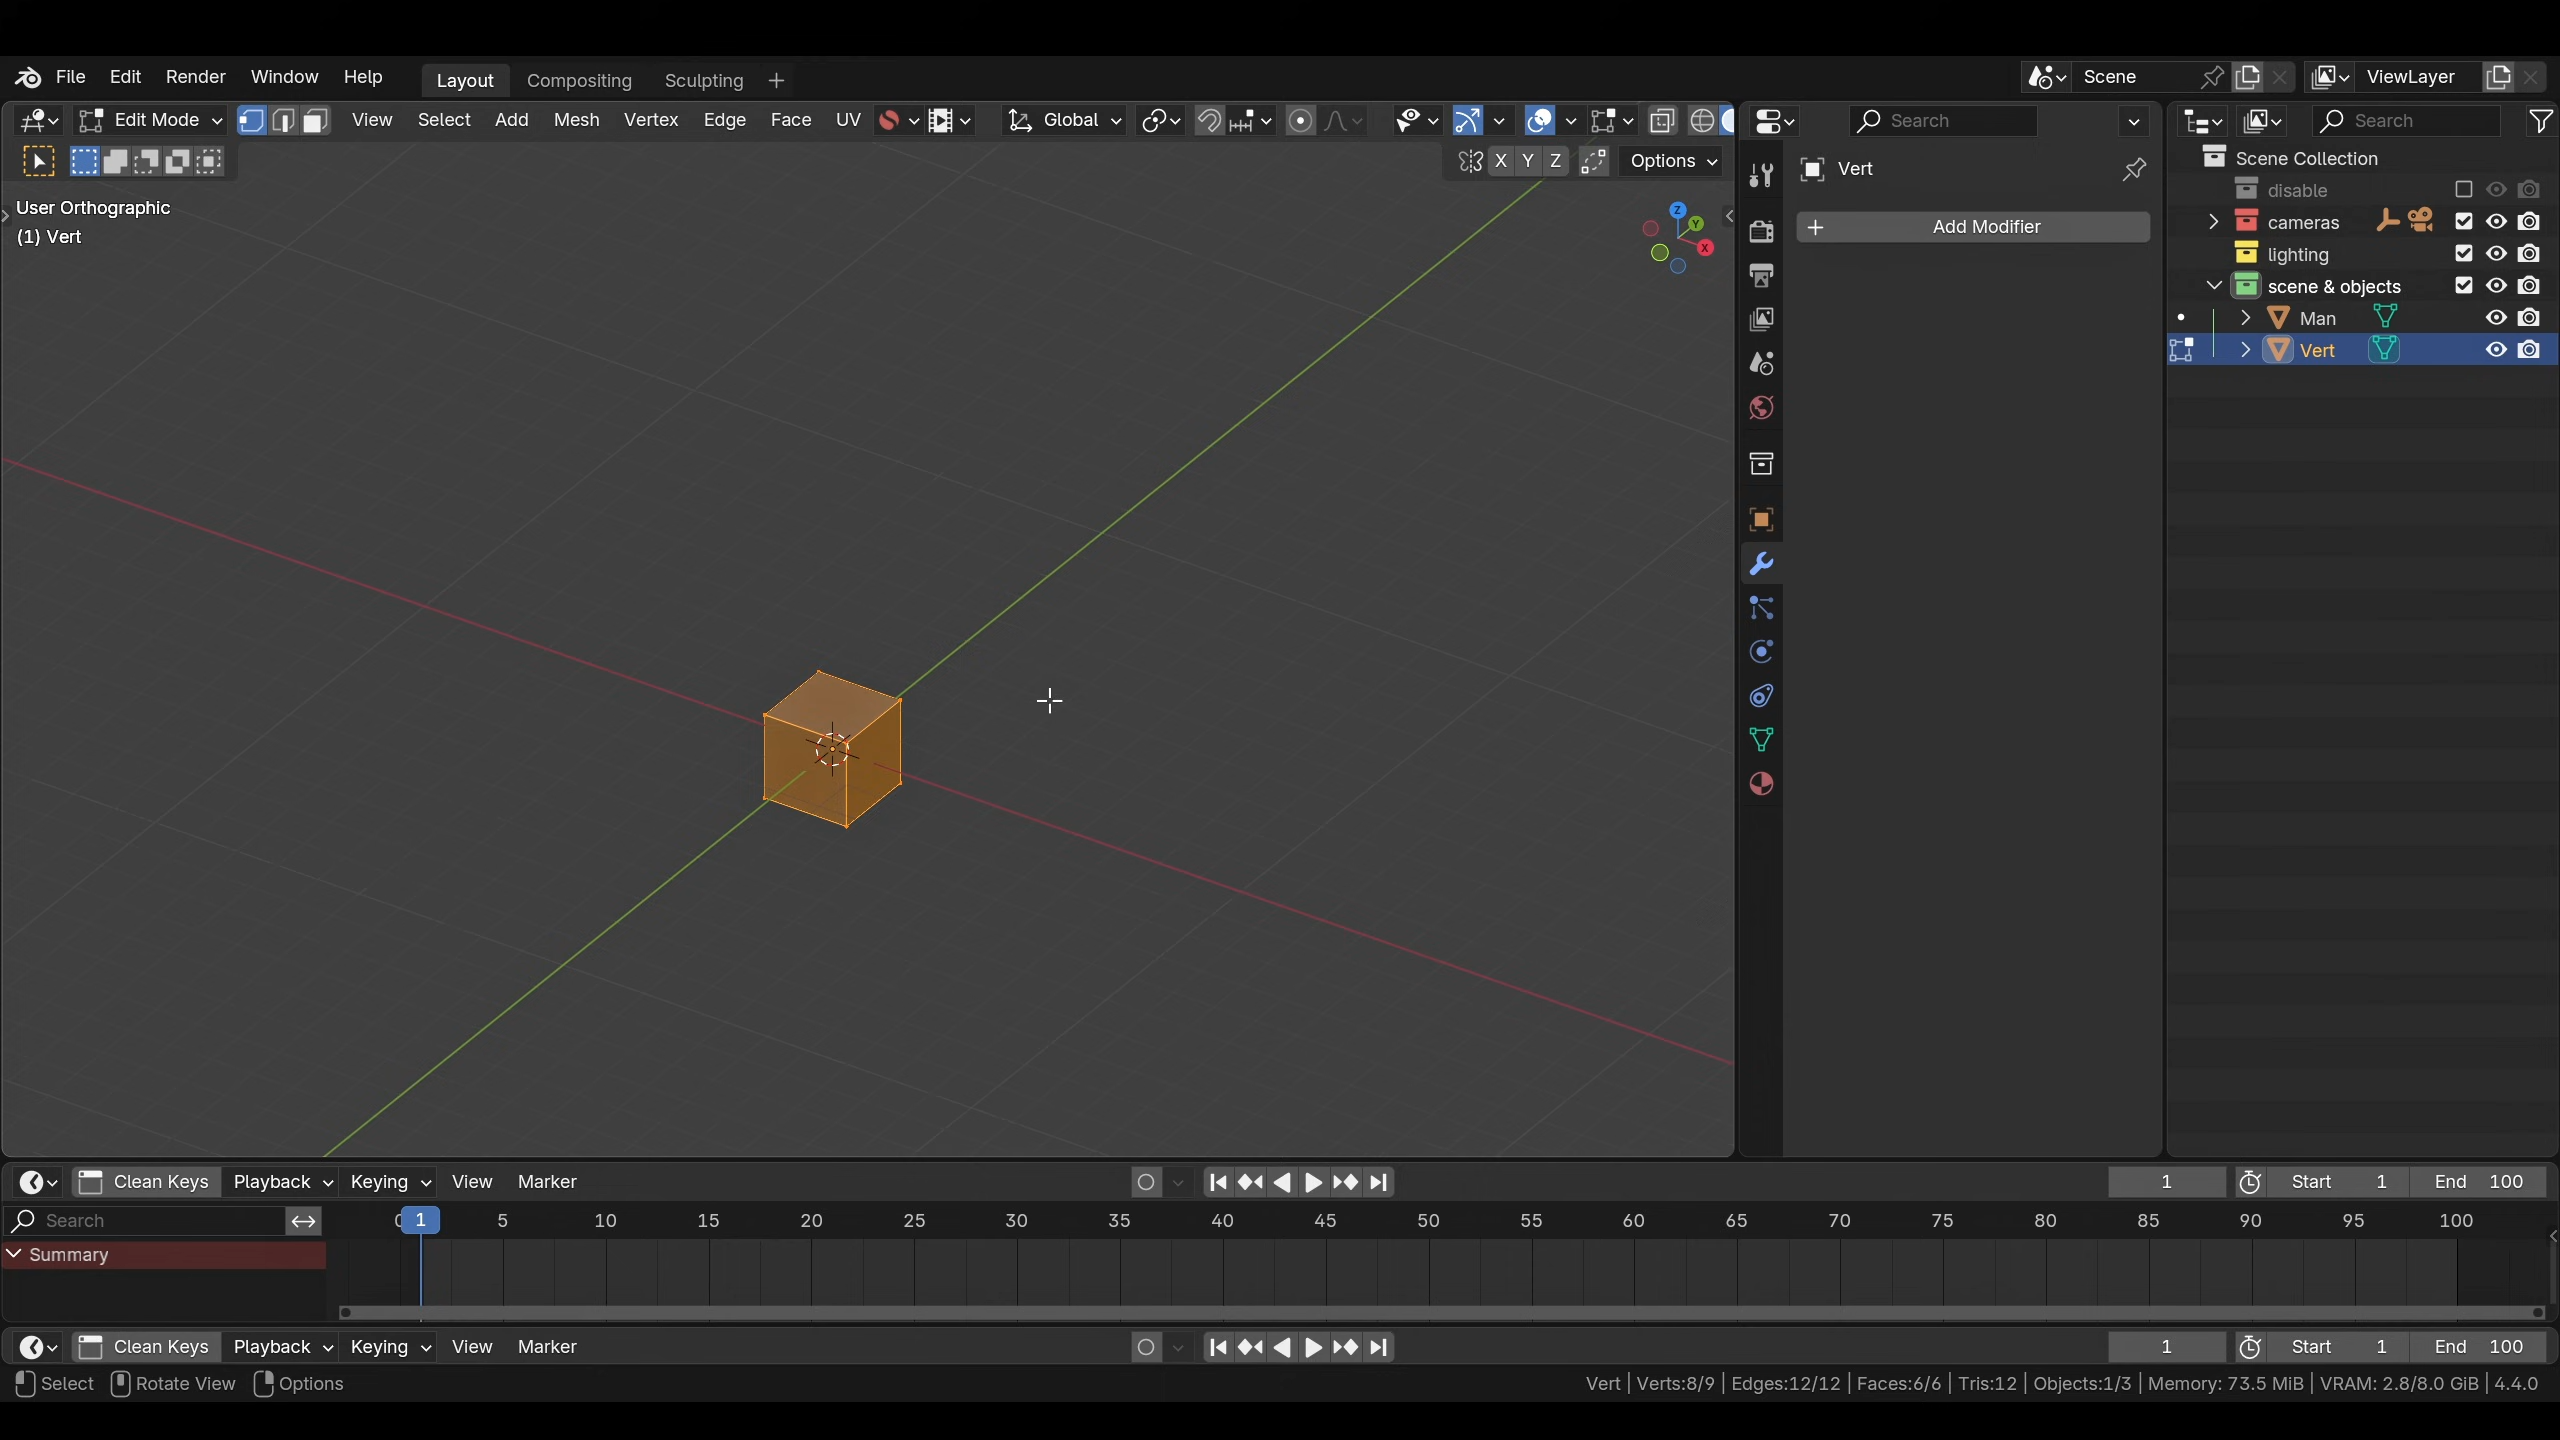 File Edit Render Window Help Layout Compositing Sculpting Scene ViewLayer
Edit Mode View Select Add Mesh Vertex Edge Face UV Global Search Search
X Y Z Options
User Orthographic
(1) Vert
Z
Y
X
Vert
Add Modifier
Scene Collection
disable
cameras
lighting
scene & objects
Man
Vert
Clean Keys Playback Keying View Marker 1 Start 1 End 100
Search 1 5 10 15 20 25 30 35 40 45 50 55 60 65 70 75 80 85 90 95 100
Summary
Clean Keys Playback Keying View Marker 1 Start 1 End 100
Select Rotate View Options Vert | Verts:8/9 | Edges:12/12 | Faces:6/6 | Tris:12 | Objects:1/3 | Memory: 73.5 MiB | VRAM: 2.8/8.0 GiB | 4.4.0